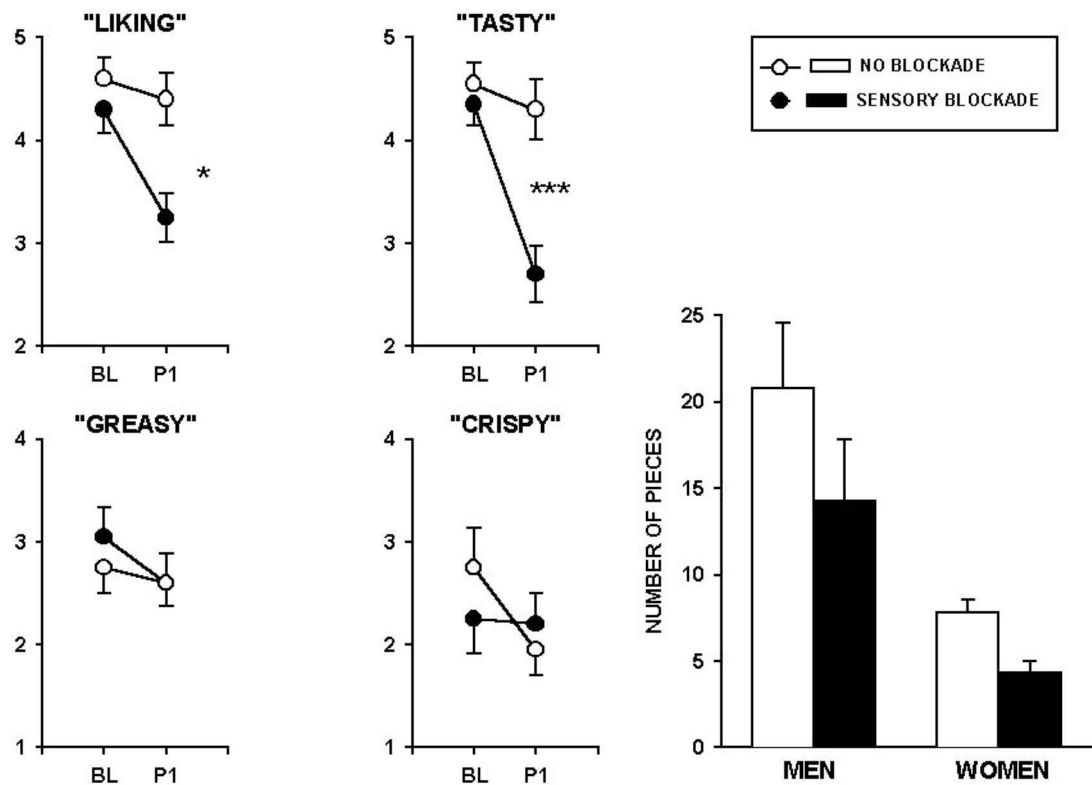 "LIKING"
5
4
3
2
BL P1
*
"TASTY"
5
4
3
2
BL P1
***
NO BLOCKADE
SENSORY BLOCKADE
"GREASY"
4
3
2
1
BL P1
"CRISPY"
4
3
2
1
BL P1
NUMBER OF PIECES
25
20
15
10
5
0
MEN WOMEN